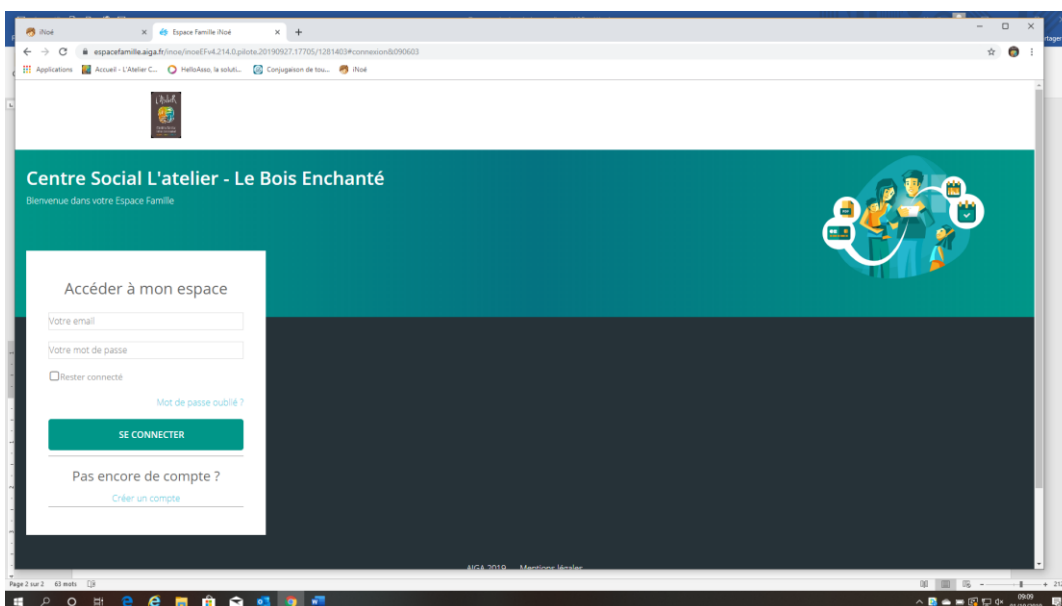 iNoé
Espace Famille iNoé
rtager
espacefamille.aiga.fr/inoe/inoeEFv4.214.0.pilote.20190927.17705/1281403#connexion&090603
Applications
Accueil - L'Atelier C...
HelloAsso, la soluti...
Conjugaison de tou...
iNoé
Centre Social L'atelier - Le Bois Enchanté
Bienvenue dans votre Espace Famille
Accéder à mon espace
Votre email
Votre mot de passe
Rester connecté
Mot de passe oublié ?
SE CONNECTER
Pas encore de compte ?
Créer un compte
AIGA 2019 Mentions légales
Page 2 sur 2 63 mots
212
09:09